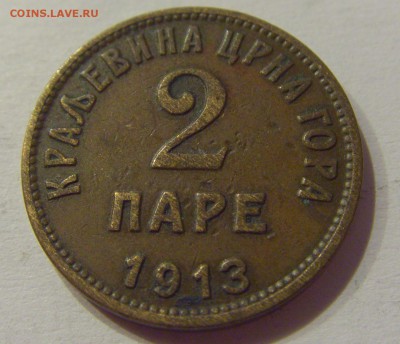 COINS.LAVE.RU
КРАЉЕВИНА ЦРНА ГОРА
2
ПАРЕ
1913